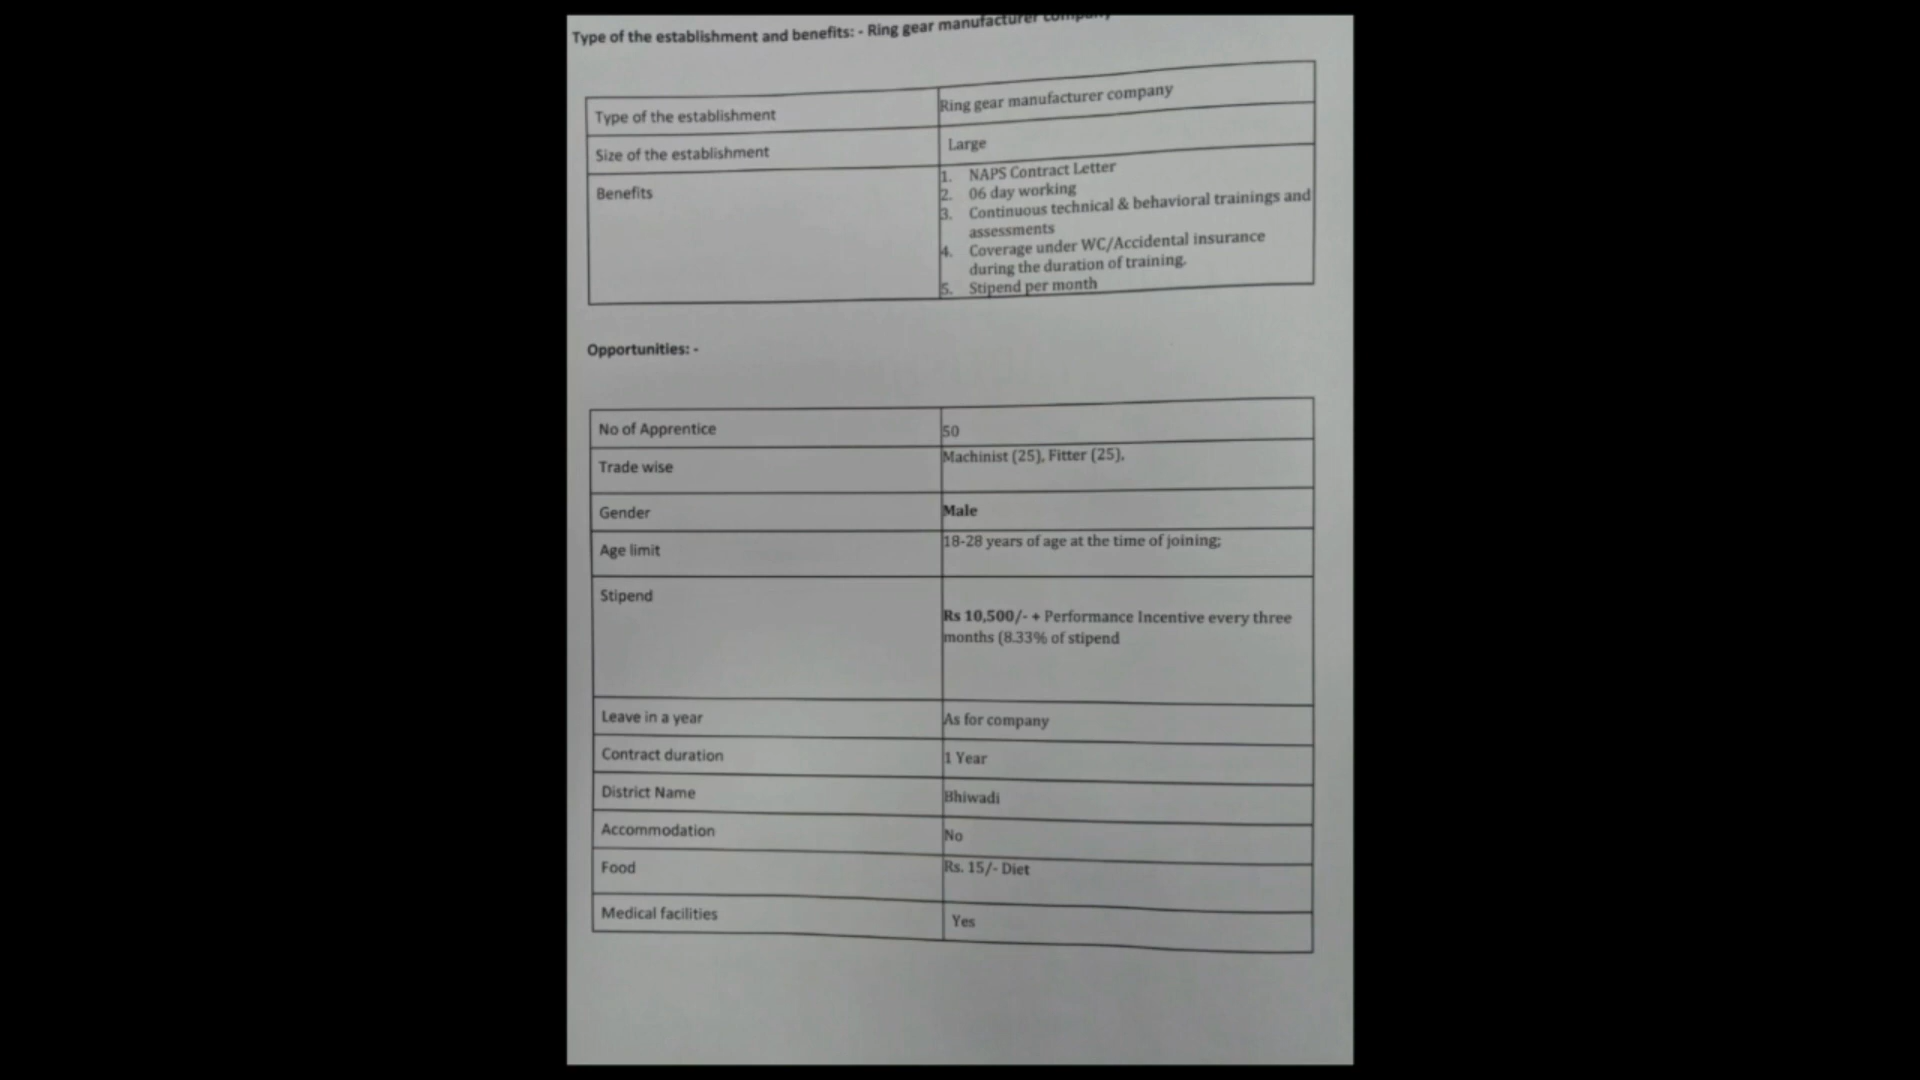 Type of the establishment and benefits: - Ring gear manufacturer company
Type of the establishment
Ring gear manufacturer company
Size of the establishment
Large
Benefits
1. NAPS Contract Letter
2. 06 day working
3. Continuous technical & behavioral trainings and
assessments
4. Coverage under WC/Accidental insurance
during the duration of training.
5. Stipend per month
Opportunities: -
No of Apprentice
50
Trade wise
Machinist (25), Fitter (25),
Gender
Male
Age limit
18-28 years of age at the time of joining;
Stipend
Rs 10,500/- + Performance Incentive every three
months (8.33% of stipend
Leave in a year
As for company
Contract duration
1 Year
District Name
Bhiwadi
Accommodation
No
Food
Rs. 15/- Diet
Medical facilities
Yes